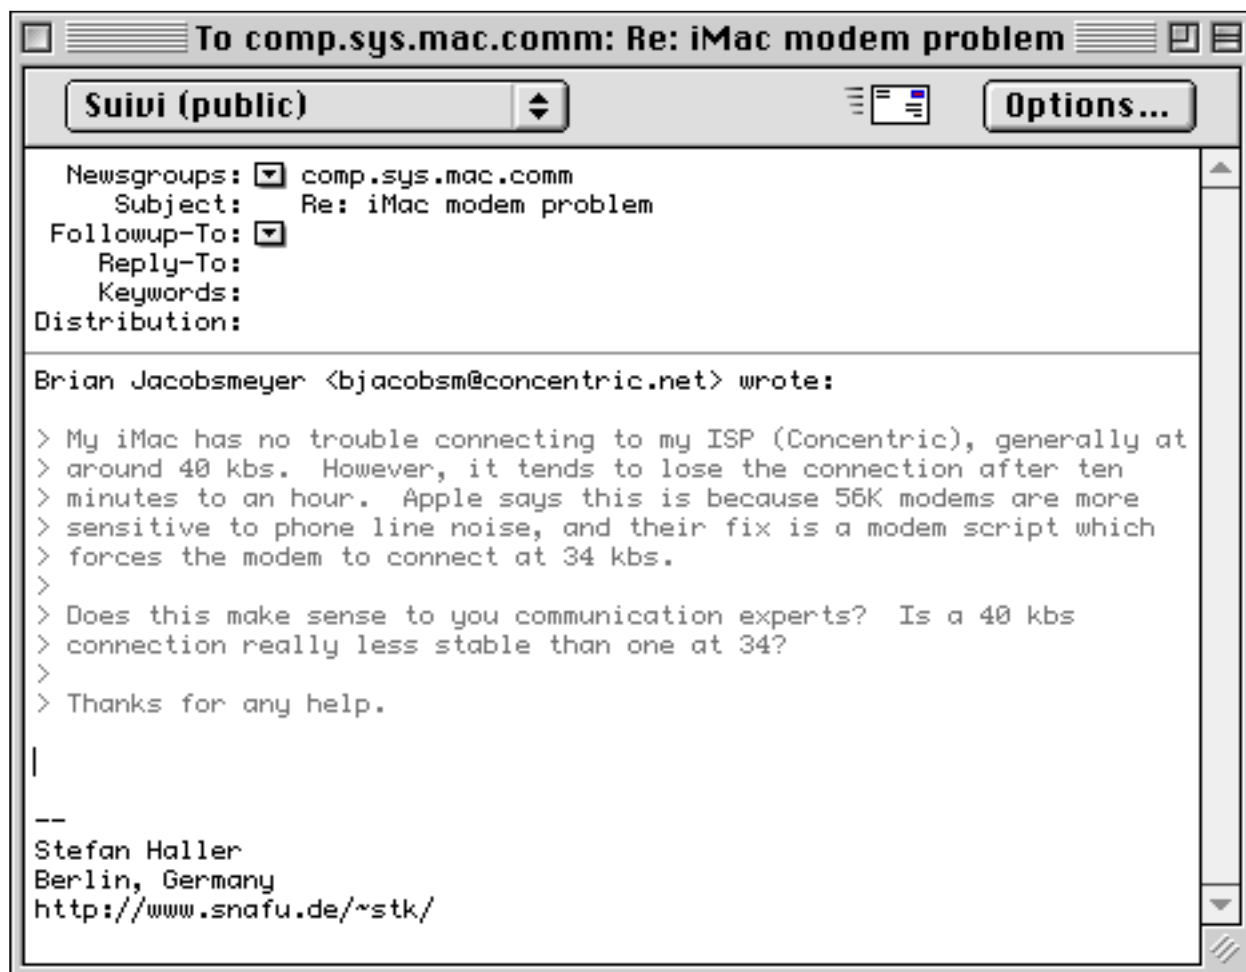 To comp.sys.mac.comm: Re: iMac modem problem
Suivi (public)
Options...
Newsgroups: comp.sys.mac.comm
Subject: Re: iMac modem problem
Followup-To:
Reply-To:
Keywords:
Distribution:
Brian Jacobsmeyer <bjacobsm@concentric.net> wrote:
> My iMac has no trouble connecting to my ISP (Concentric), generally at
> around 40 kbs.  However, it tends to lose the connection after ten
> minutes to an hour.  Apple says this is because 56K modems are more
> sensitive to phone line noise, and their fix is a modem script which
> forces the modem to connect at 34 kbs.
>
> Does this make sense to you communication experts?  Is a 40 kbs
> connection really less stable than one at 34?
>
> Thanks for any help.
--
Stefan Haller
Berlin, Germany
http://www.snafu.de/~stk/